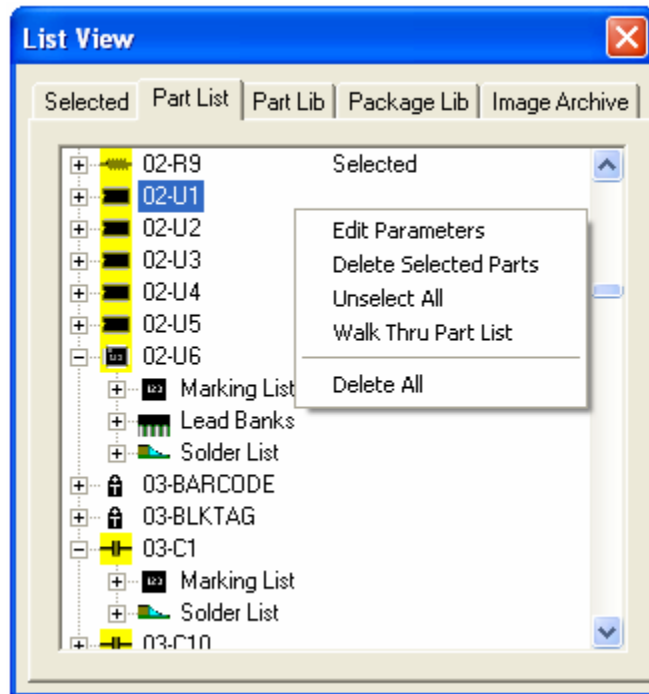 List View
Selected Part List Part Lib Package Lib Image Archive
02-R9 Selected
02-U1
02-U2
02-U3
02-U4
02-U5
02-U6
Marking List
Lead Banks
Solder List
03-BARCODE
03-BLKTAG
03-C1
Marking List
Solder List
03-C10
Edit Parameters
Delete Selected Parts
Unselect All
Walk Thru Part List
Delete All